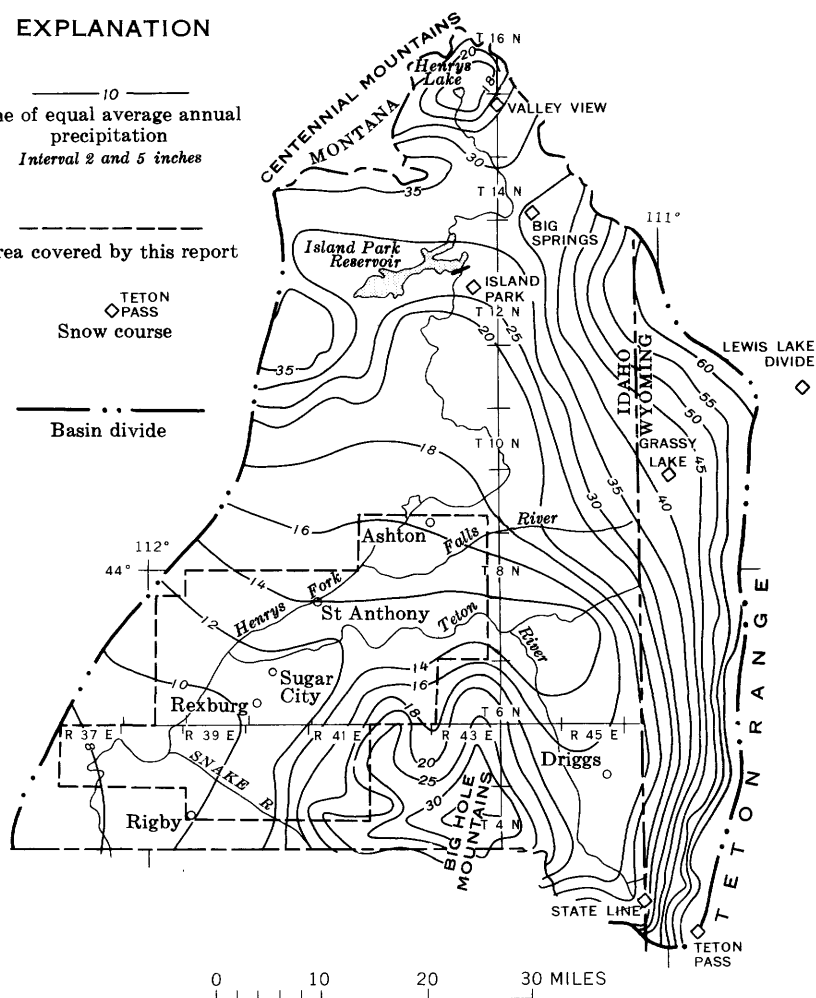 EXPLANATION
10
ne of equal average annual
precipitation
Interval 2 and 5 inches
rea covered by this report
TETON
PASS
Snow course
Basin divide
CENTENNIAL MOUNTAINS
MONTANA
T 16 N
20
Henrys
Lake
18
VALLEY VIEW
30
35
T 14 N
BIG
SPRINGS
111°
Island Park
Reservoir
ISLAND
PARK
T 12 N
25
20
35
IDAHO
WYOMING
60
LEWIS LAKE
DIVIDE
55
50
T 10 N
GRASSY
LAKE
45
18
35
30
40
16
Ashton
Falls
River
112°
44°
T 8 N
14
Henrys
Fork
St Anthony
12
Teton
River
14
16
10
Sugar
City
Rexburg
18
T 6 N
R 37 E
R 39 E
R 41 E
R 43 E
R 45 E
8
SNAKE R
20
25
30
Driggs
Rigby
T 4 N
BIG HOLE
MOUNTAINS
TETON RANGE
STATE LINE
TETON
PASS
0
10
20
30 MILES